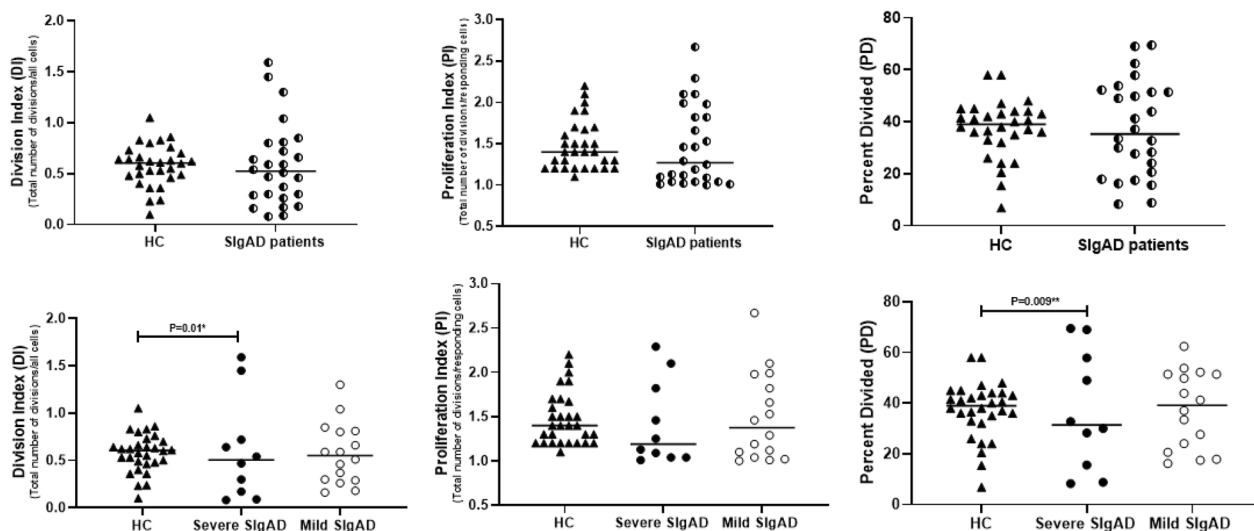 Division Index (DI)
(Total number of divisions/all cells)
2.0
1.5
1.0
0.5
0.0
HC
SIgAD patients
Proliferation Index (PI)
(Total number of divisions/responding cells)
3.0
2.5
2.0
1.5
1.0
0.5
HC
SIgAD patients
Percent Divided (PD)
80
60
40
20
0
HC
SIgAD patients
Division Index (DI)
(Total number of divisions/all cells)
2.0
1.5
1.0
0.5
0.0
P=0.01*
HC
Severe SIgAD
Mild SIgAD
Proliferation Index (PI)
(Total number of divisions/responding cells)
3.0
2.5
2.0
1.5
1.0
0.5
HC
Severe SIgAD
Mild SIgAD
Percent Divided (PD)
80
60
40
20
0
P=0.009**
HC
Severe SIgAD
Mild SIgAD